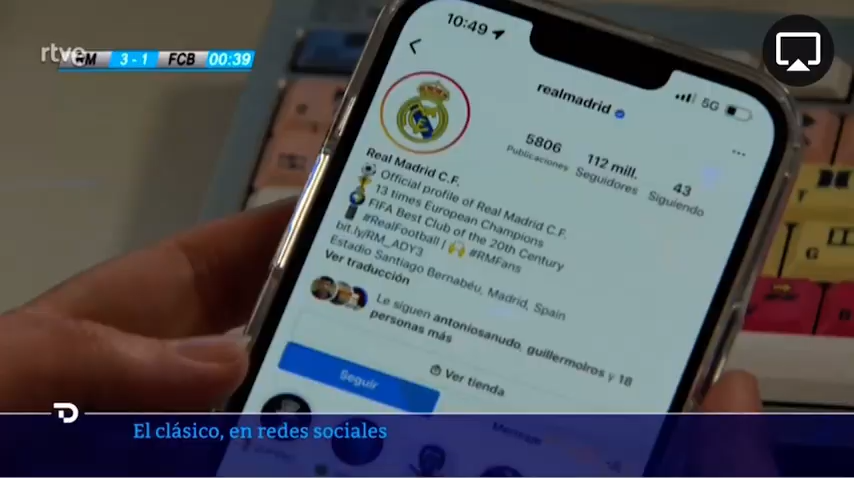 rtve
RM 3-1 FCB 00:39
10:49
5G
realmadrid
5806
Publicaciones
112 mill.
Seguidores
43
Siguiendo
Real Madrid C.F.
Official profile of Real Madrid C.F.
13 times European Champions
FIFA Best Club of the 20th Century
#RealFootball | 🙌 #RMFans
bit.ly/RM_ADY3
Estadio Santiago Bernabéu, Madrid, Spain
Ver traducción
Le siguen antoniosanudo, guillermolros y 18
personas más
Seguir
Ver tienda
Mensaje
G
El clásico, en redes sociales